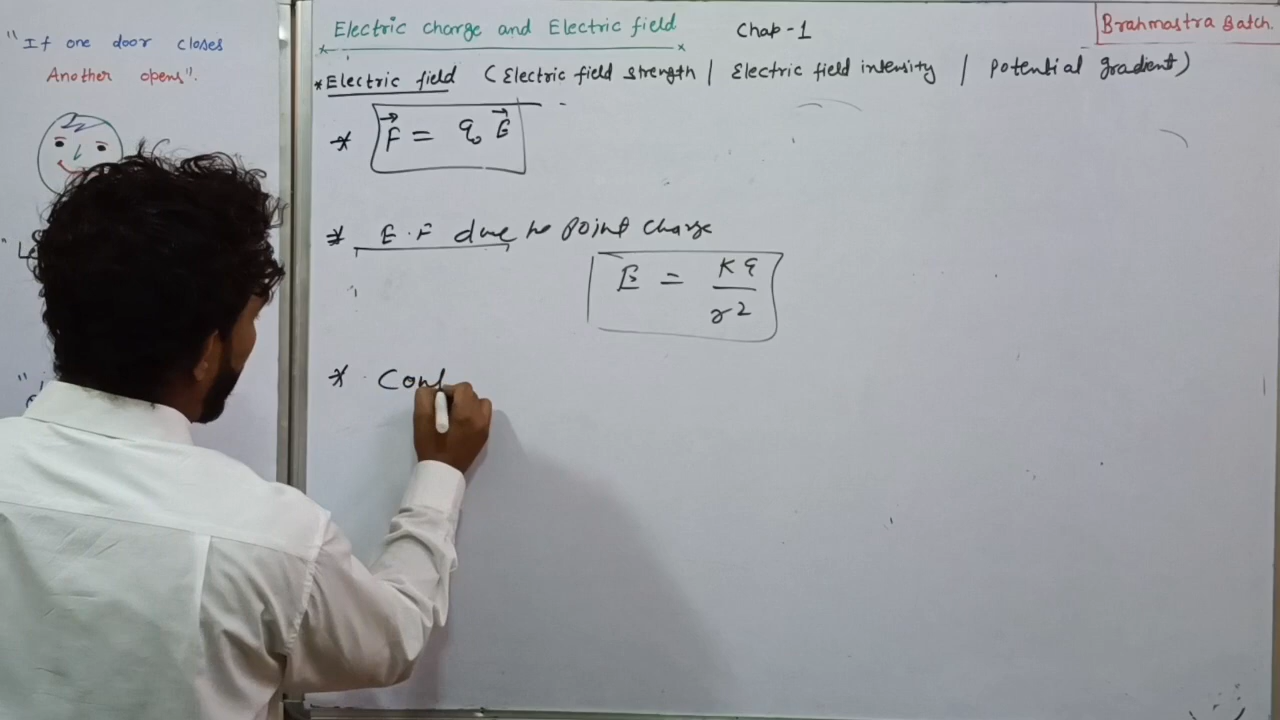 "If one door closes
Another opens".
Electric charge and Electric field
Chap-1
Brahmastra Batch.
*Electric field (Electric field strength | Electric field intensity | Potential gradient)
* F⃗ = q₀ E⃗
* E.F due to point charge
E = Kq/r²
* Con